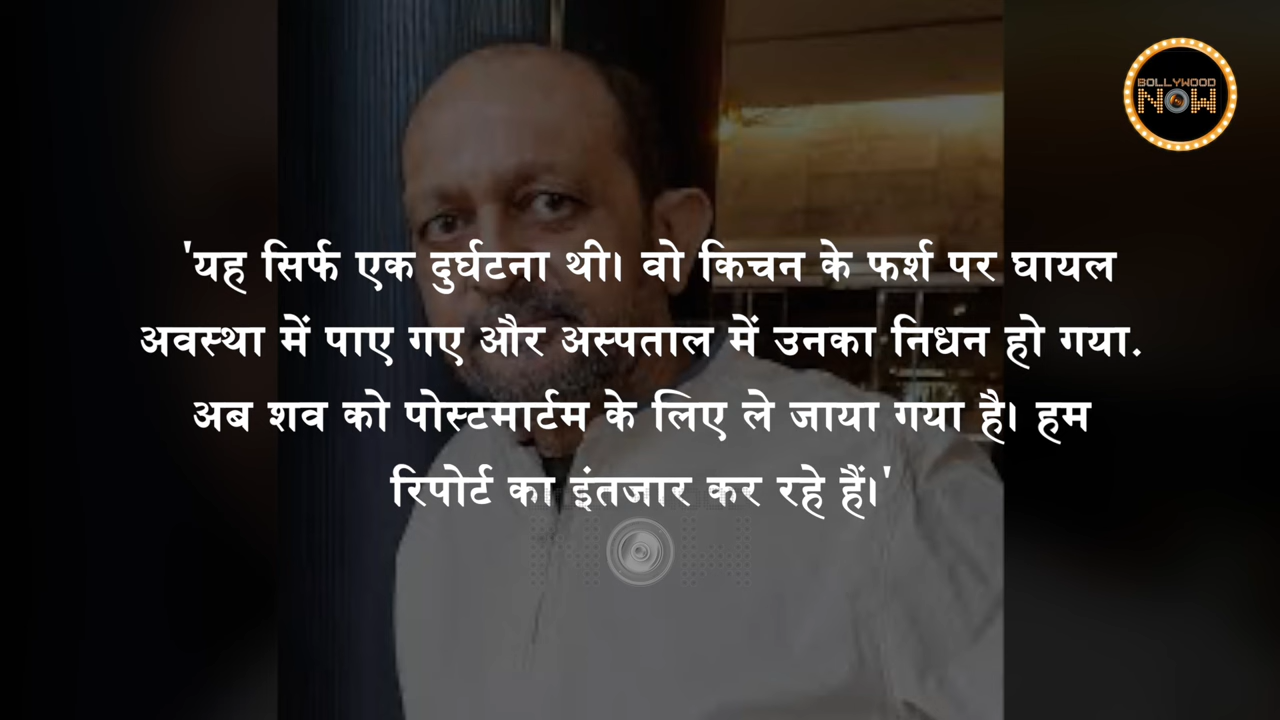 BOLLYWOOD
NOW
'यह सिर्फ एक दुर्घटना थी। वो किचन के फर्श पर घायल
अवस्था में पाए गए और अस्पताल में उनका निधन हो गया.
अब शव को पोस्टमार्टम के लिए ले जाया गया है। हम
रिपोर्ट का इंतजार कर रहे हैं।'